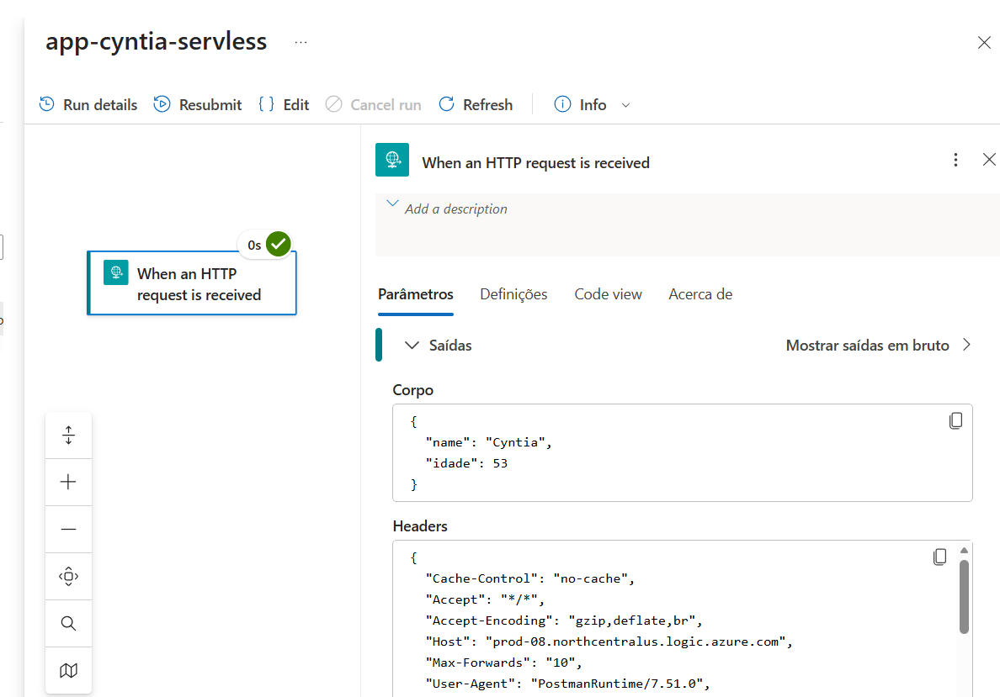 app-cyntia-servless ...
Run details Resubmit { } Edit Cancel run Refresh Info
When an HTTP request is received
Add a description
0s
When an HTTP
request is received
Parâmetros Definições Code view Acerca de
Saídas Mostrar saídas em bruto
Corpo
{
"name": "Cyntia",
"idade": 53
}
Headers
{
"Cache-Control": "no-cache",
"Accept": "*/*",
"Accept-Encoding": "gzip,deflate,br",
"Host": "prod-08.northcentralus.logic.azure.com",
"Max-Forwards": "10",
"User-Agent": "PostmanRuntime/7.51.0",